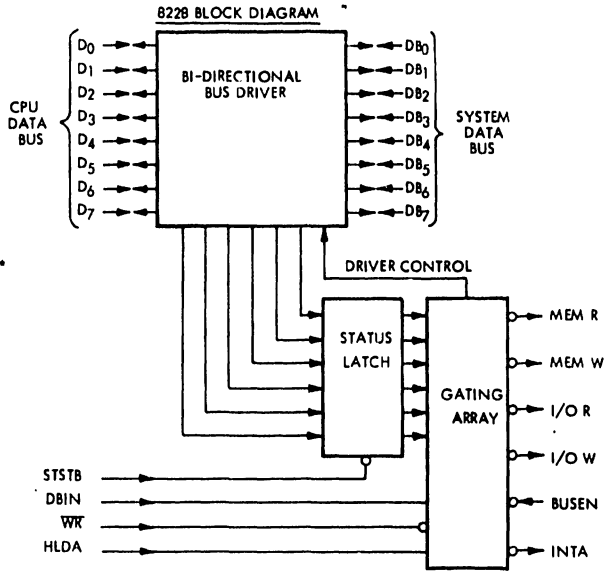 8228 BLOCK DIAGRAM
D0
D1
D2
D3
D4
D5
D6
D7
CPU
DATA
BUS
BI-DIRECTIONAL
BUS DRIVER
DB0
DB1
DB2
DB3
DB4
DB5
DB6
DB7
SYSTEM
DATA
BUS
DRIVER CONTROL
STATUS
LATCH
GATING
ARRAY
MEM R
MEM W
I/O R
I/O W
BUSEN
INTA
STSTB
DBIN
WR
HLDA